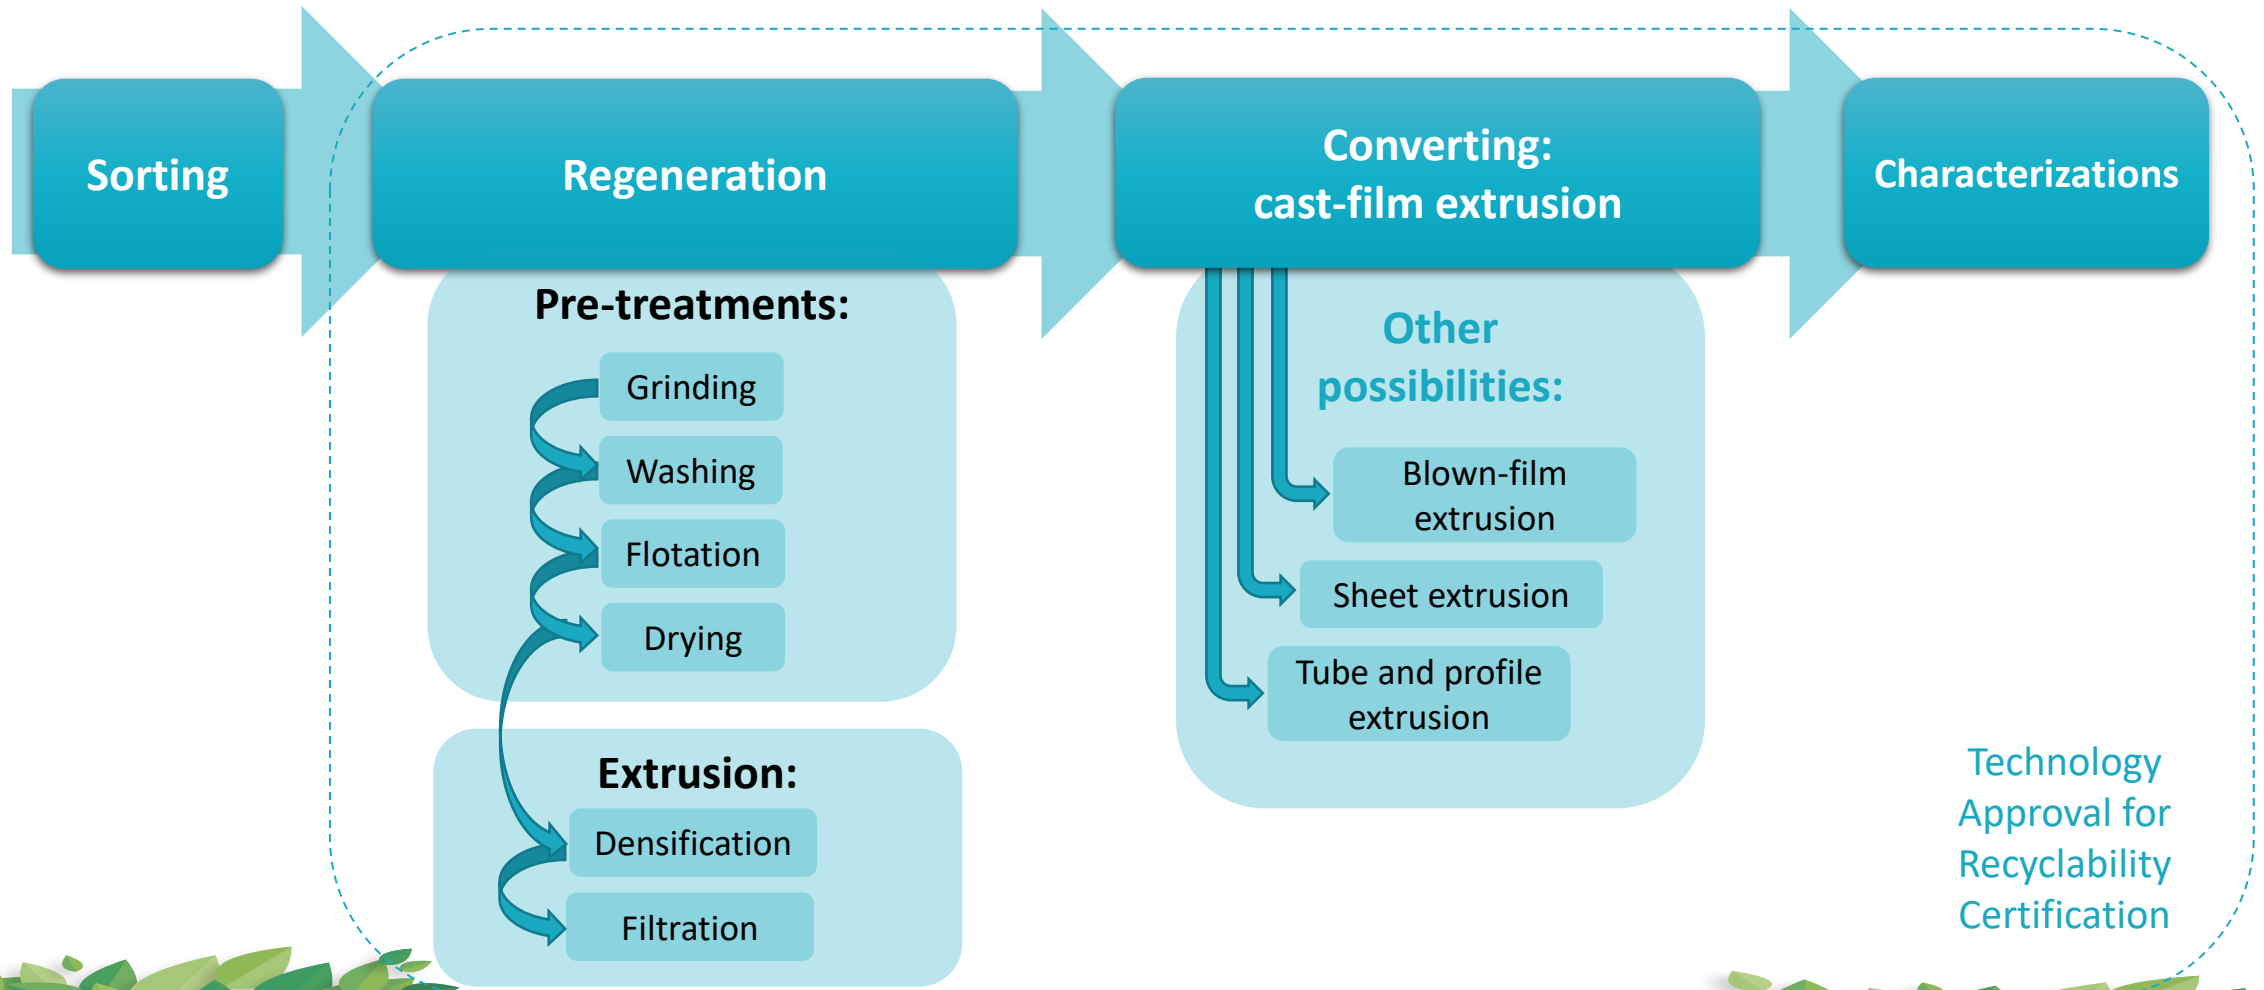 Sorting
Regeneration
Converting:
cast-film extrusion
Characterizations
Pre-treatments:
Grinding
Washing
Flotation
Drying
Extrusion:
Densification
Filtration
Other
possibilities:
Blown-film
extrusion
Sheet extrusion
Tube and profile
extrusion
Technology
Approval for
Recyclability
Certification